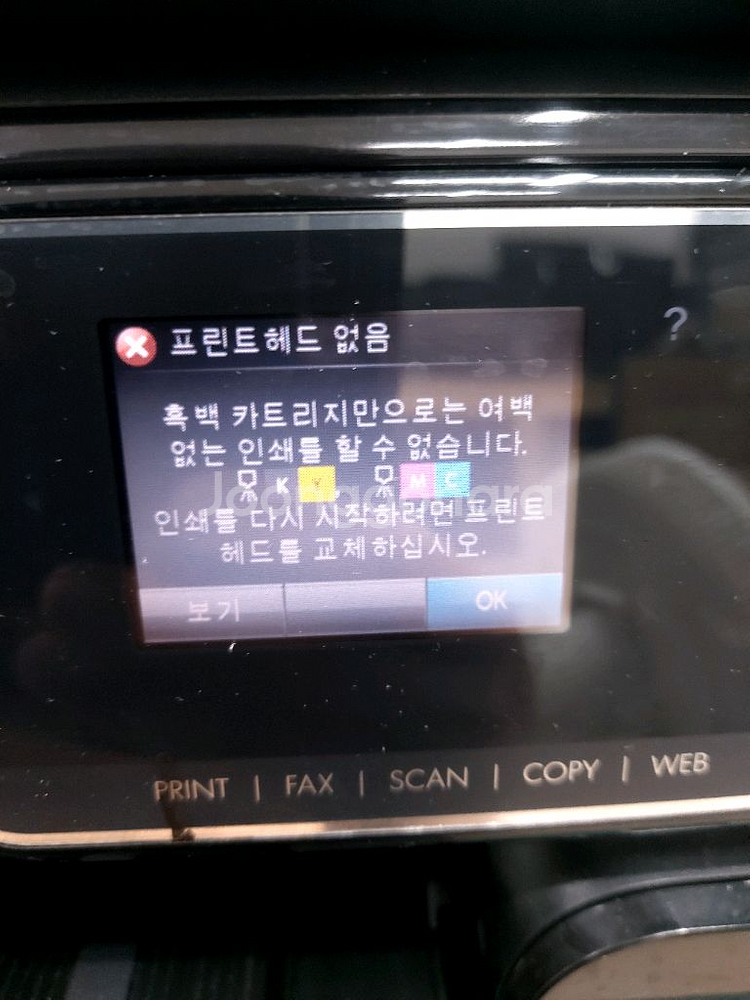 프린트헤드 없음
?
흑백 카트리지만으로는 여백
없는 인쇄를 할 수 없습니다.
K Y M C
Joonggonara
인쇄를 다시 시작하려면 프린트
헤드를 교체하십시오.
보기 OK
PRINT | FAX | SCAN | COPY | WEB